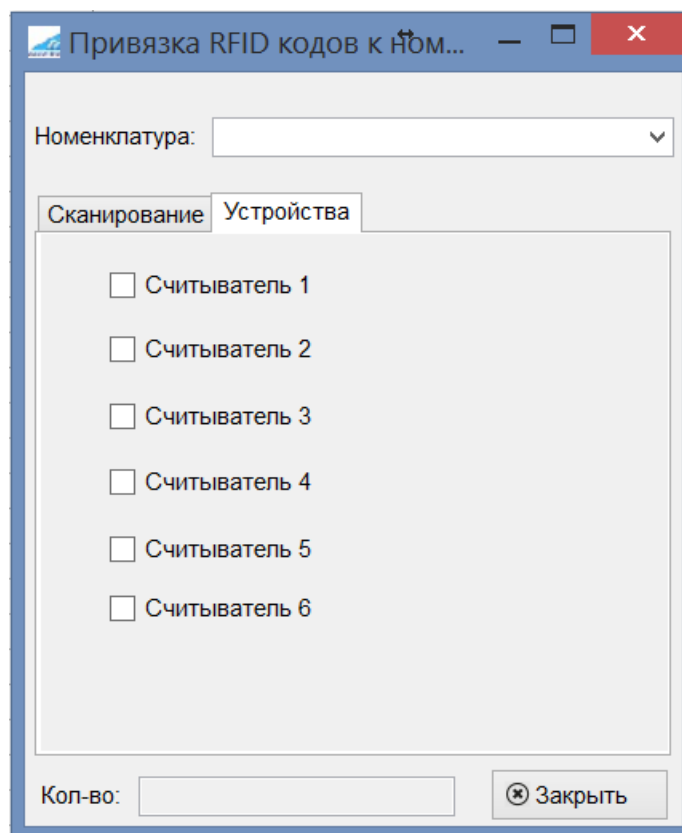 Привязка RFID кодов к ном...
Номенклатура:
Сканирование Устройства
Считыватель 1
Считыватель 2
Считыватель 3
Считыватель 4
Считыватель 5
Считыватель 6
Кол-во: Закрыть